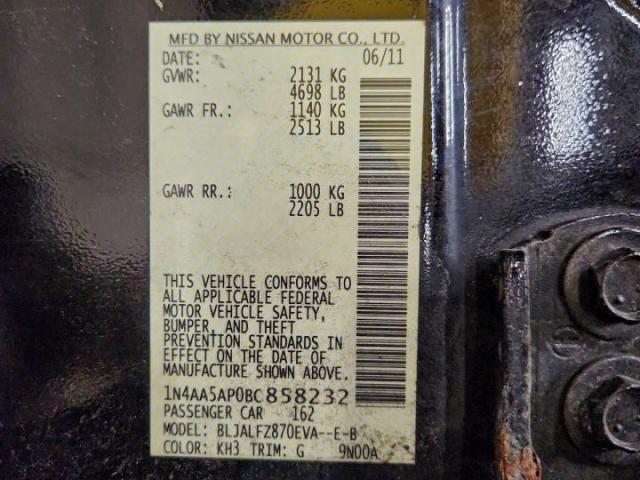 MFD BY NISSAN MOTOR CO., LTD.
DATE: 06/11
GVWR: 2131 KG
4698 LB
GAWR FR.: 1140 KG
2513 LB
GAWR RR.: 1000 KG
2205 LB
THIS VEHICLE CONFORMS TO
ALL APPLICABLE FEDERAL
MOTOR VEHICLE SAFETY,
BUMPER, AND THEFT
PREVENTION STANDARDS IN
EFFECT ON THE DATE OF
MANUFACTURE SHOWN ABOVE.
1N4AA5AP0BC858232
PASSENGER CAR 162
MODEL: BLJALFZ870EVA--E-B
COLOR: KH3 TRIM: G 9N00A